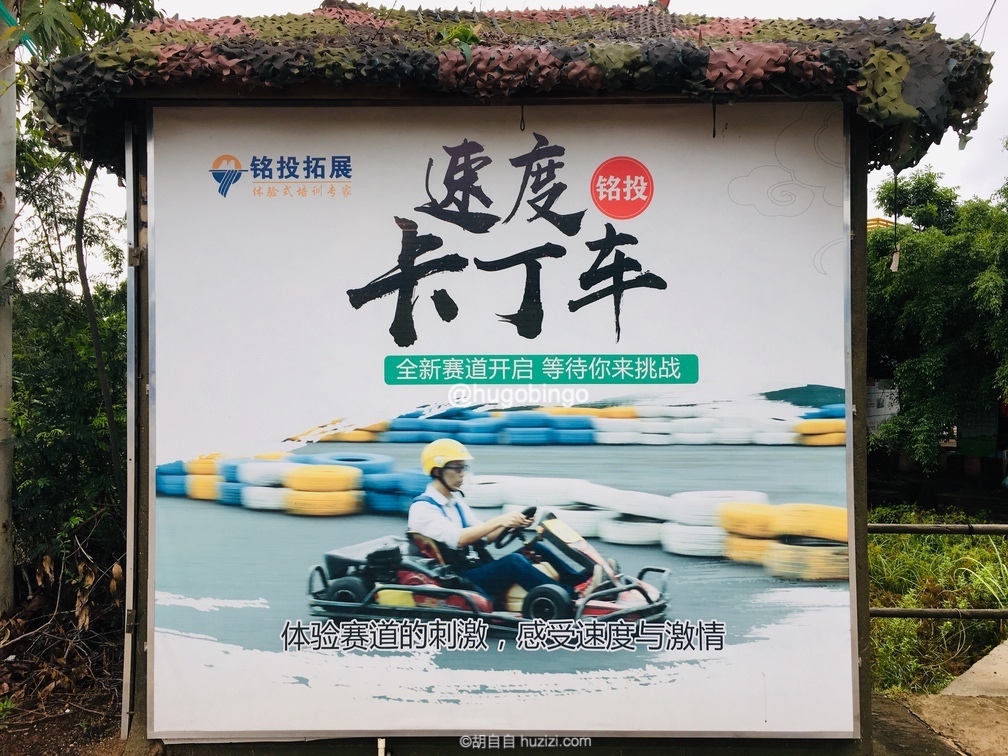 铭投拓展
体验式培训专家
速度
铭投
卡丁车
全新赛道开启 等待你来挑战
@hugobingo
体验赛道的刺激，感受速度与激情
©胡自自 huzizi.com